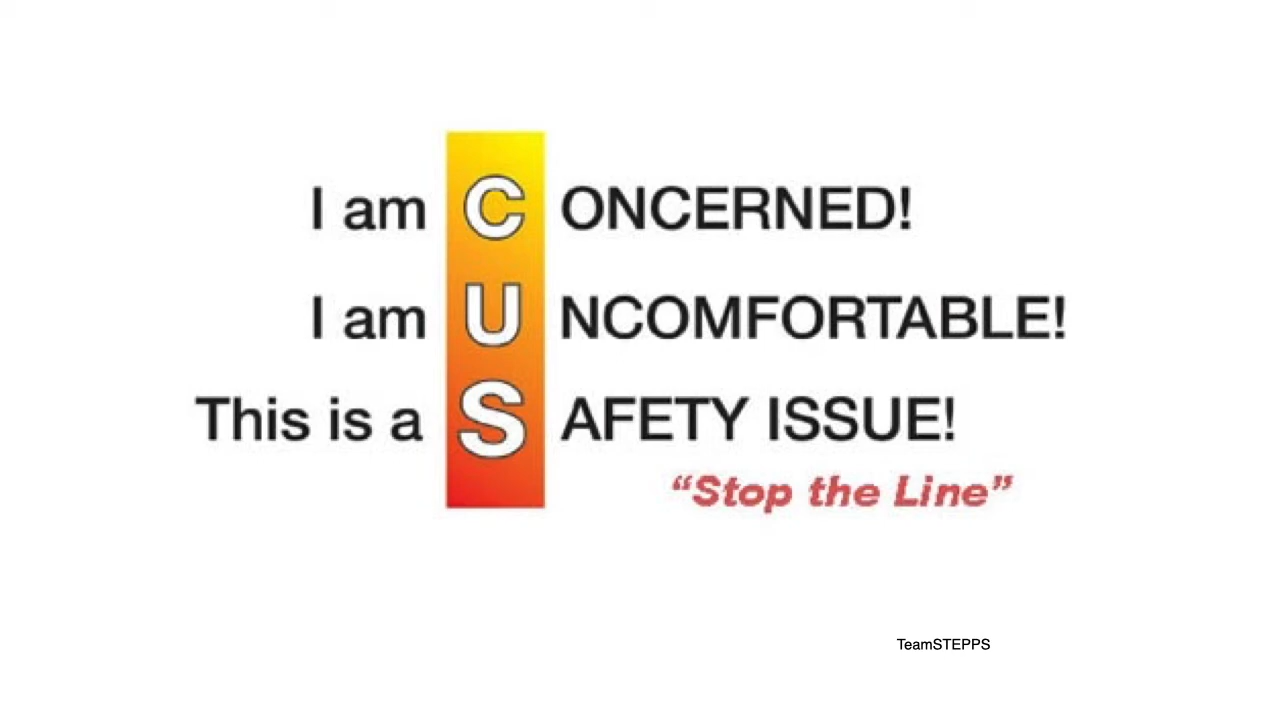 I am CONCERNED!
I am UNCOMFORTABLE!
This is a SAFETY ISSUE!
“Stop the Line”
TeamSTEPPS